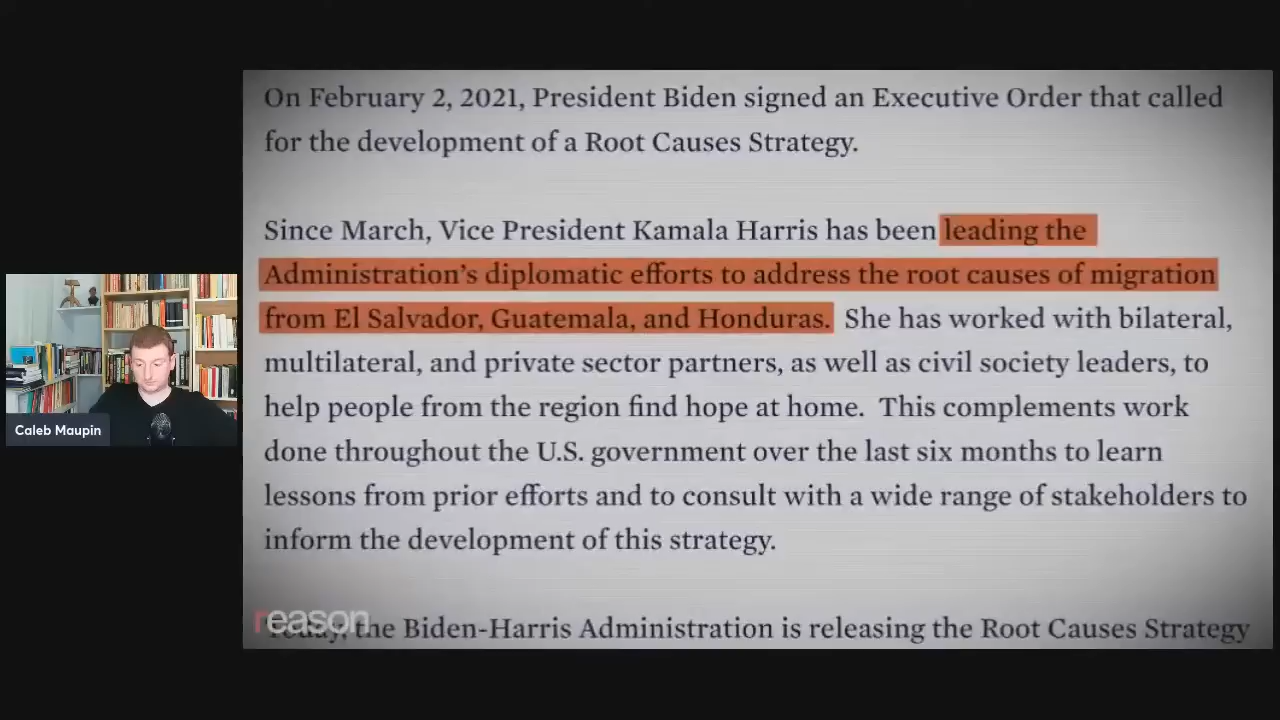 On February 2, 2021, President Biden signed an Executive Order that called
for the development of a Root Causes Strategy.
Since March, Vice President Kamala Harris has been leading the
Administration's diplomatic efforts to address the root causes of migration
from El Salvador, Guatemala, and Honduras. She has worked with bilateral,
multilateral, and private sector partners, as well as civil society leaders, to
help people from the region find hope at home. This complements work
done throughout the U.S. government over the last six months to learn
lessons from prior efforts and to consult with a wide range of stakeholders to
inform the development of this strategy.
Today, the Biden-Harris Administration is releasing the Root Causes Strategy
reason
Caleb Maupin